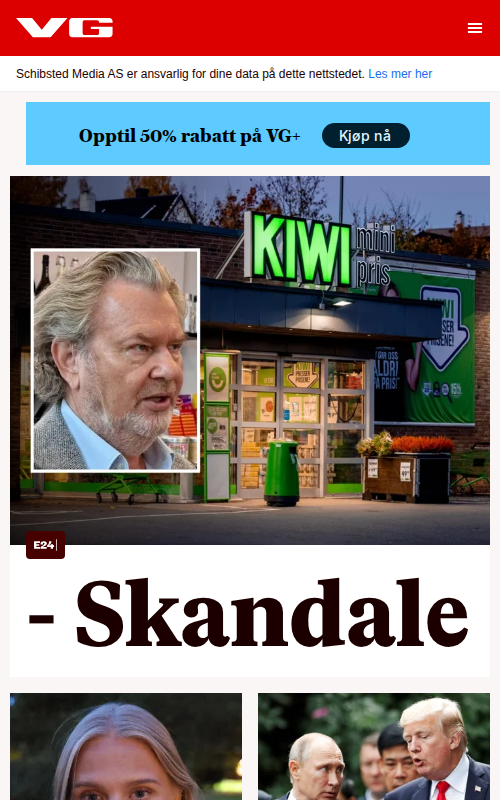 VG
Schibsted Media AS er ansvarlig for dine data på dette nettstedet. Les mer her
Opptil 50% rabatt på VG+ Kjøp nå
KIWI mini
pris
E24
- Skandale